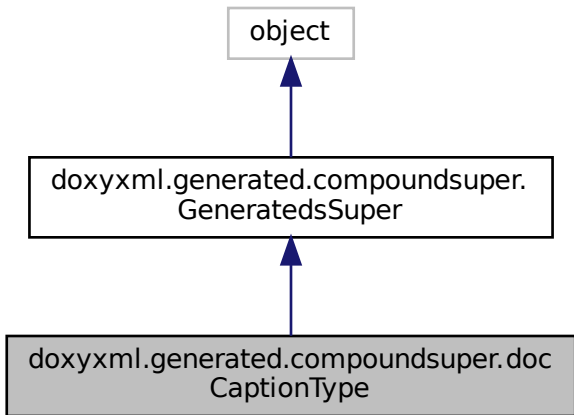 object
doxyxml.generated.compoundsuper.
GeneratedsSuper
doxyxml.generated.compoundsuper.doc
CaptionType